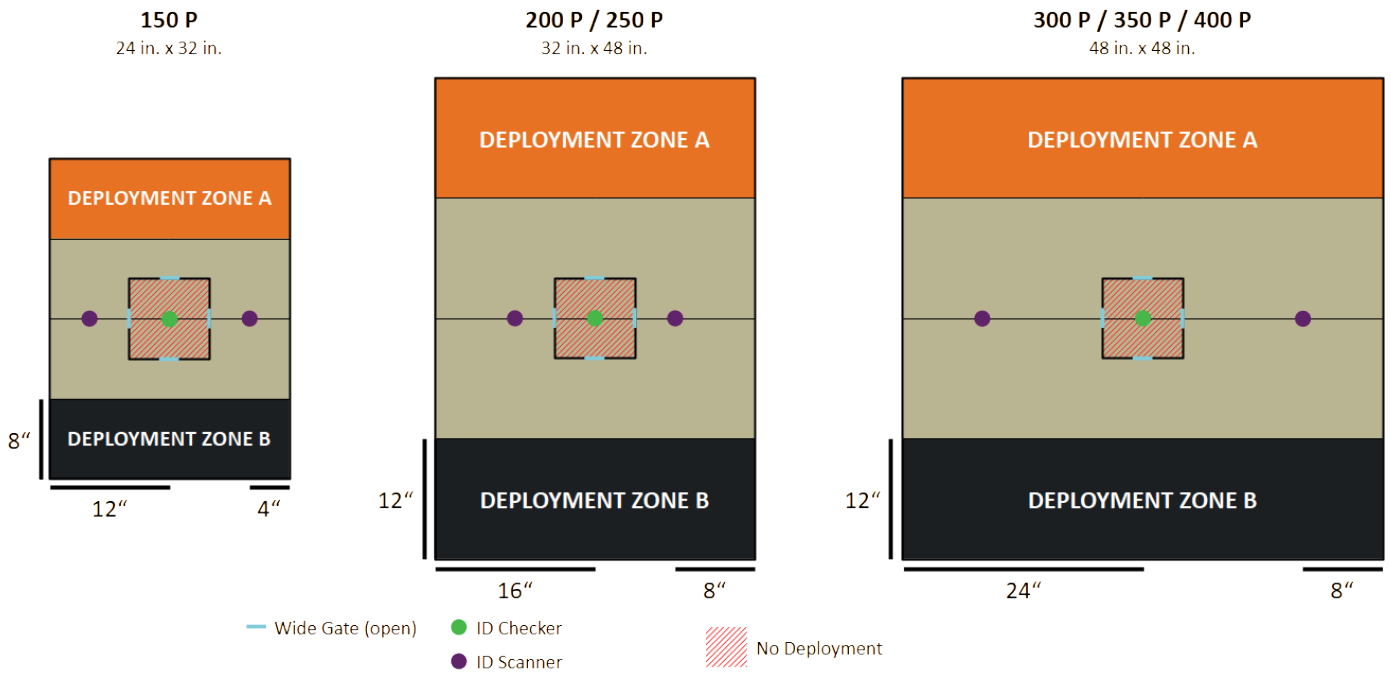 150 P
24 in. x 32 in.
DEPLOYMENT ZONE A
DEPLOYMENT ZONE B
8“
12“
4“
200 P / 250 P
32 in. x 48 in.
DEPLOYMENT ZONE A
DEPLOYMENT ZONE B
12“
16“
8“
300 P / 350 P / 400 P
48 in. x 48 in.
DEPLOYMENT ZONE A
DEPLOYMENT ZONE B
12“
24“
8“
Wide Gate (open)
ID Checker
ID Scanner
No Deployment